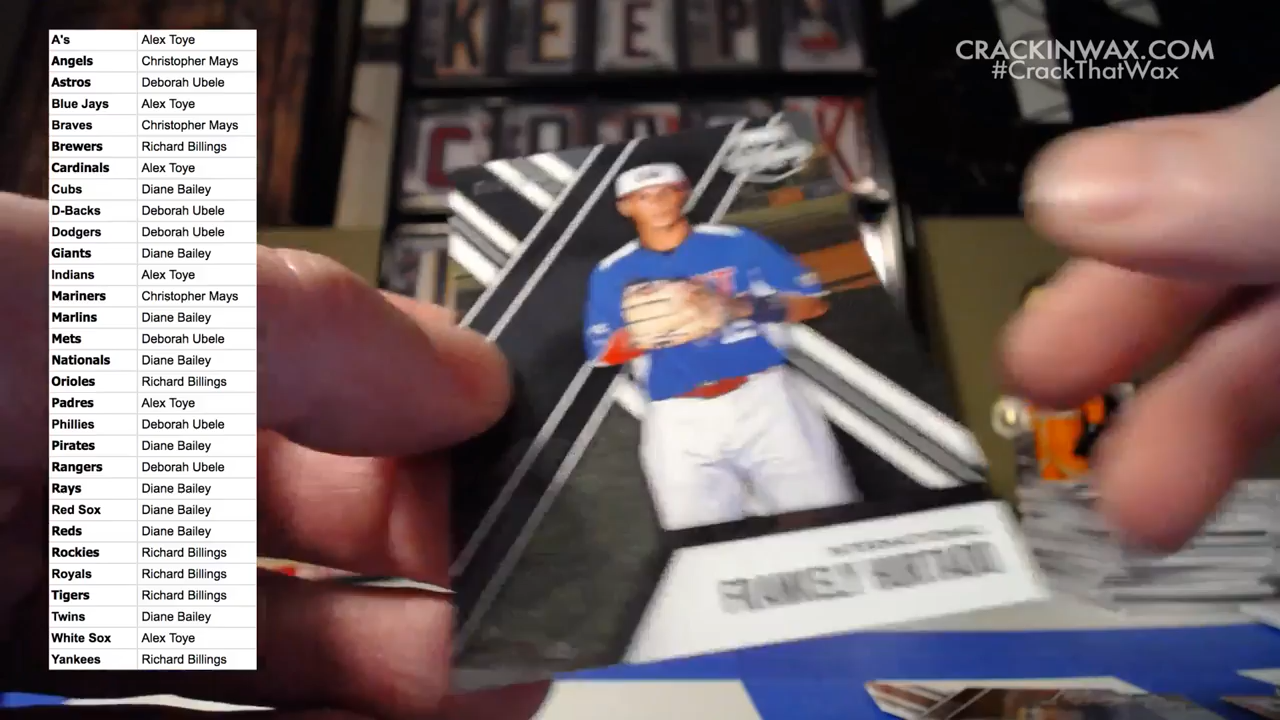 A's Alex Toye
Angels Christopher Mays
Astros Deborah Ubele
Blue Jays Alex Toye
Braves Christopher Mays
Brewers Richard Billings
Cardinals Alex Toye
Cubs Diane Bailey
D-Backs Deborah Ubele
Dodgers Deborah Ubele
Giants Diane Bailey
Indians Alex Toye
Mariners Christopher Mays
Marlins Diane Bailey
Mets Deborah Ubele
Nationals Diane Bailey
Orioles Richard Billings
Padres Alex Toye
Phillies Deborah Ubele
Pirates Diane Bailey
Rangers Deborah Ubele
Rays Diane Bailey
Red Sox Diane Bailey
Reds Diane Bailey
Rockies Richard Billings
Royals Richard Billings
Tigers Richard Billings
Twins Diane Bailey
White Sox Alex Toye
Yankees Richard Billings
CRACKINWAX.COM
#CrackThatWax
KEEP